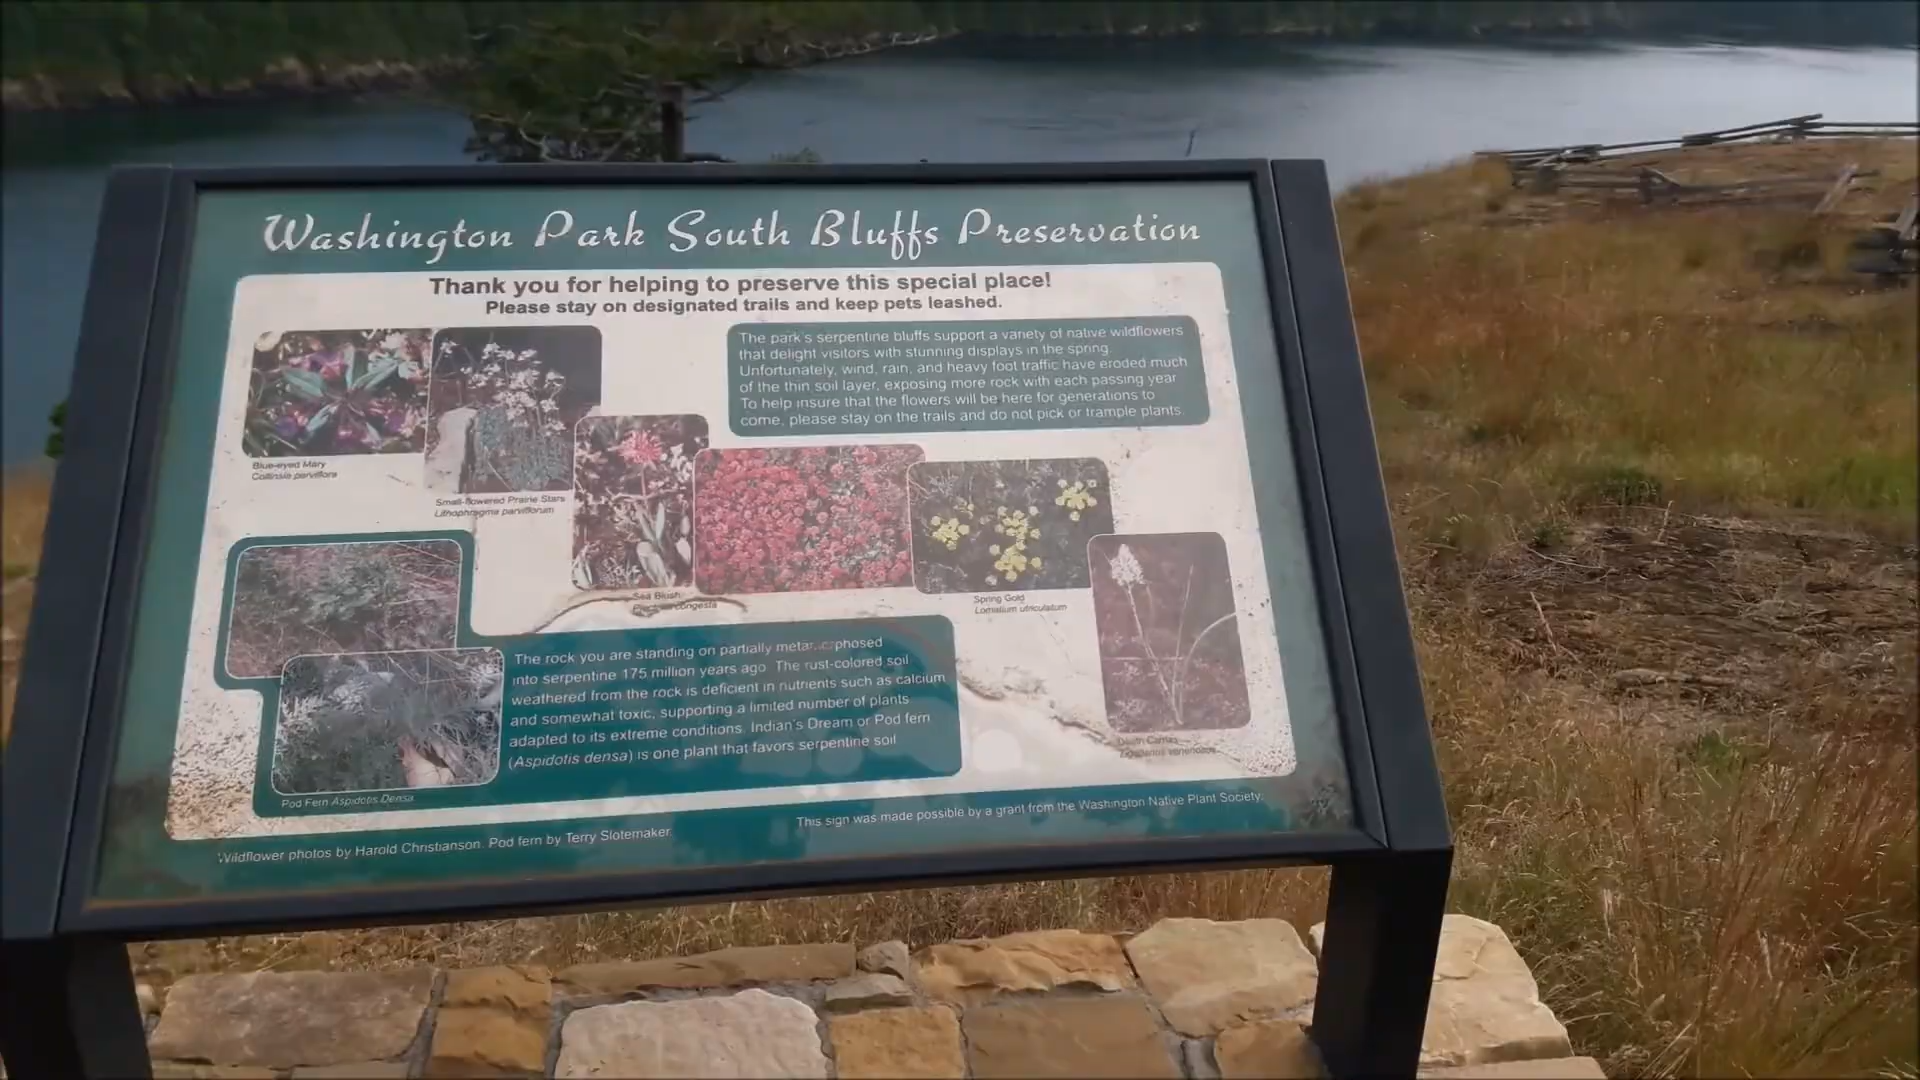 Washington Park South Bluffs Preservation
Thank you for helping to preserve this special place!
Please stay on designated trails and keep pets leashed.
The park's serpentine bluffs support a variety of native wildflowers
that delight visitors with stunning displays in the spring.
Unfortunately, wind, rain, and heavy foot traffic have eroded much
of the thin soil layer, exposing more rock with each passing year
To help insure that the flowers will be here for generations to
come, please stay on the trails and do not pick or trample plants.
Blue-eyed Mary
Collinsia parviflora
Small-flowered Prairie Stars
Lithophragma parviflorum
Sea Blush
congesta
Spring Gold
Lomatium utriculatum
Death Camas
The rock you are standing on partially metamorphosed
into serpentine 175 million years ago. The rust-colored soil
weathered from the rock is deficient in nutrients such as calcium
and somewhat toxic, supporting a limited number of plants
adapted to its extreme conditions. Indian's Dream or Pod fern
(Aspidotis densa) is one plant that favors serpentine soil
Pod Fern Aspidotis Densa
Wildflower photos by Harold Christianson. Pod fern by Terry Slotemaker.
This sign was made possible by a grant from the Washington Native Plant Society.